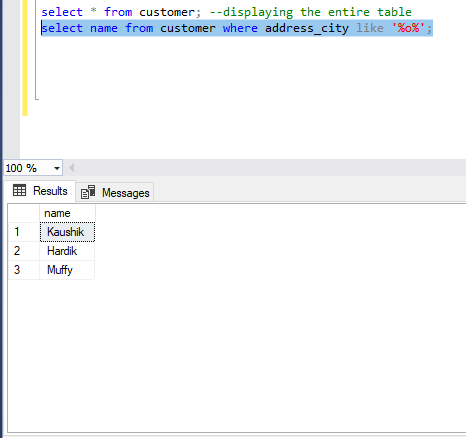 select * from customer; --displaying the entire table
select name from customer where address_city like '%o%';
100 %
Results Messages
name
1 Kaushik
2 Hardik
3 Muffy